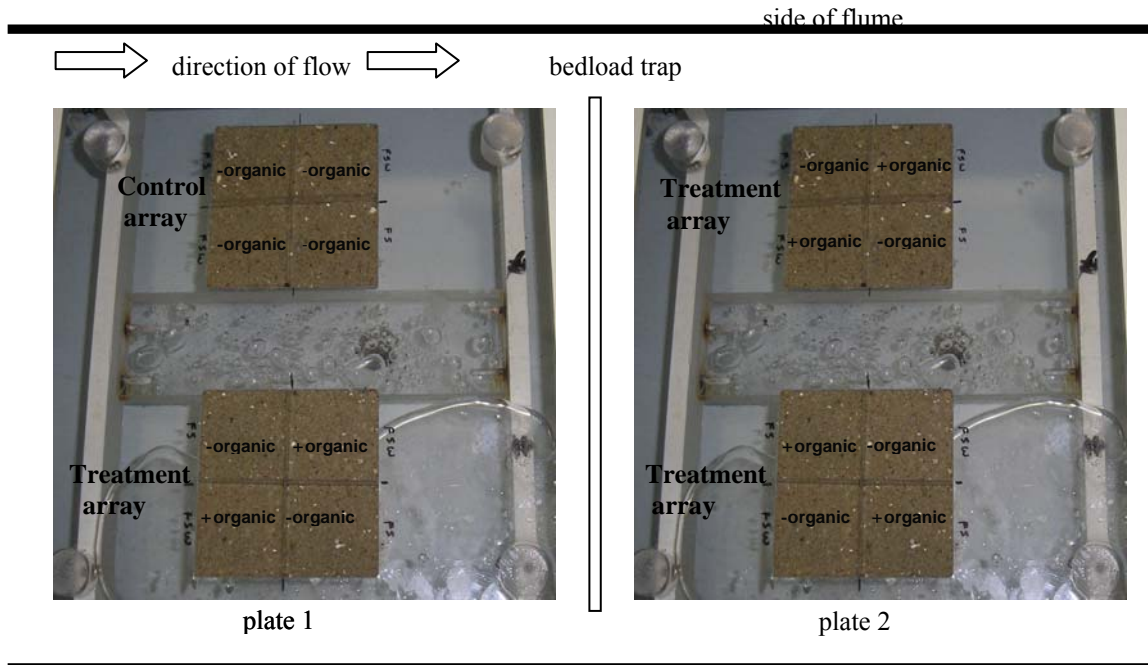 side of flume
direction of flow
bedload trap
Control
array
-organic -organic
-organic -organic
Treatment
array
-organic +organic
+organic -organic
plate 1
Treatment
array
-organic +organic
+organic -organic
Treatment
array
+organic -organic
-organic +organic
plate 2